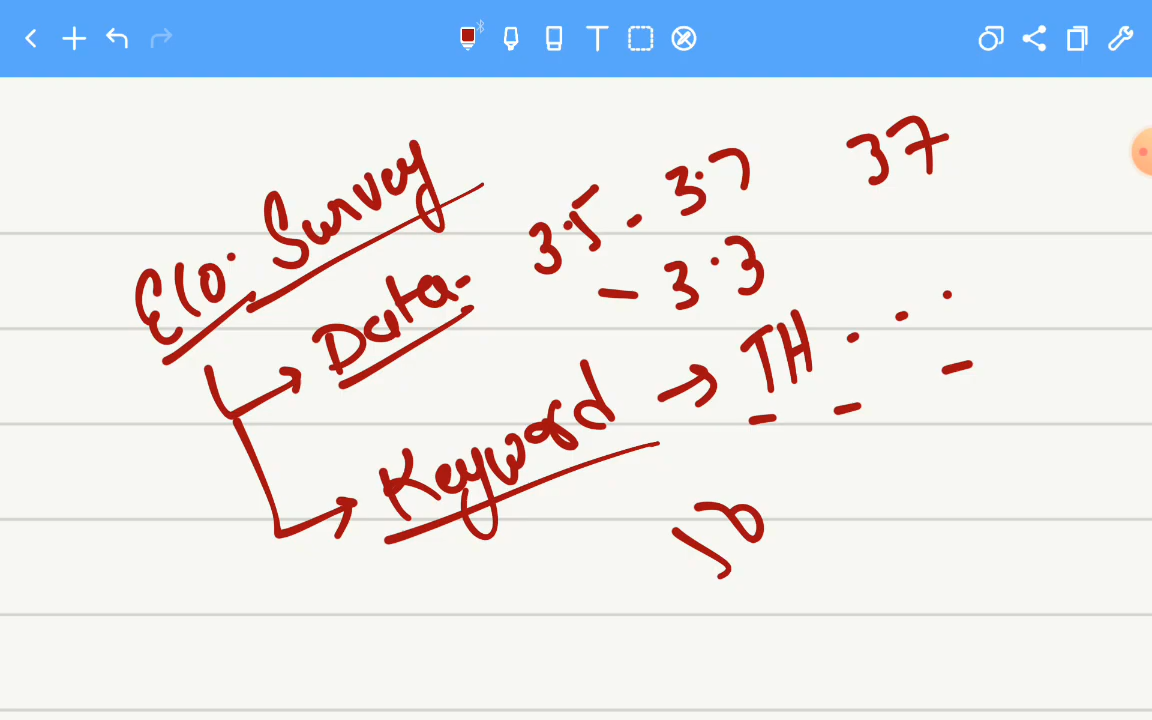 Eco. Survey
37
Data. 3.5 - 3.7
- 3.3
Keyword → TH